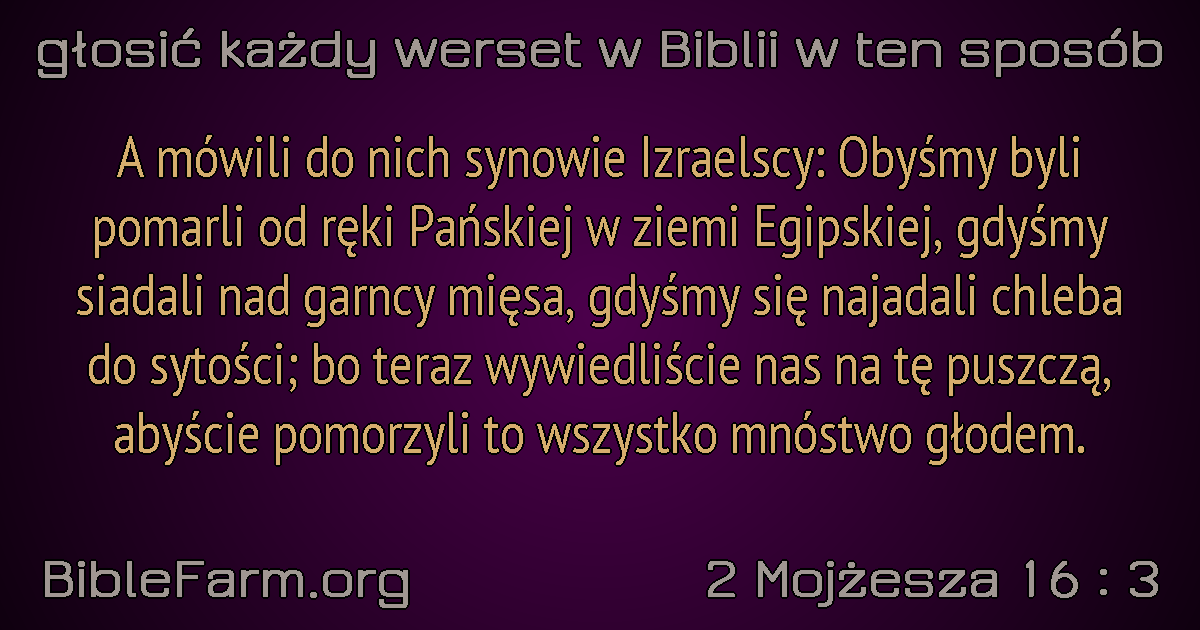 głosić każdy werset w Biblii w ten sposób
A mówili do nich synowie Izraelscy: Obyśmy byli
pomarli od ręki Pańskiej w ziemi Egipskiej, gdyśmy
siadali nad garncy mięsa, gdyśmy się najadali chleba
do sytości; bo teraz wywiedliście nas na tę puszczą,
abyście pomorzyli to wszystko mnóstwo głodem.
BibleFarm.org
2 Mojżesza 16 : 3